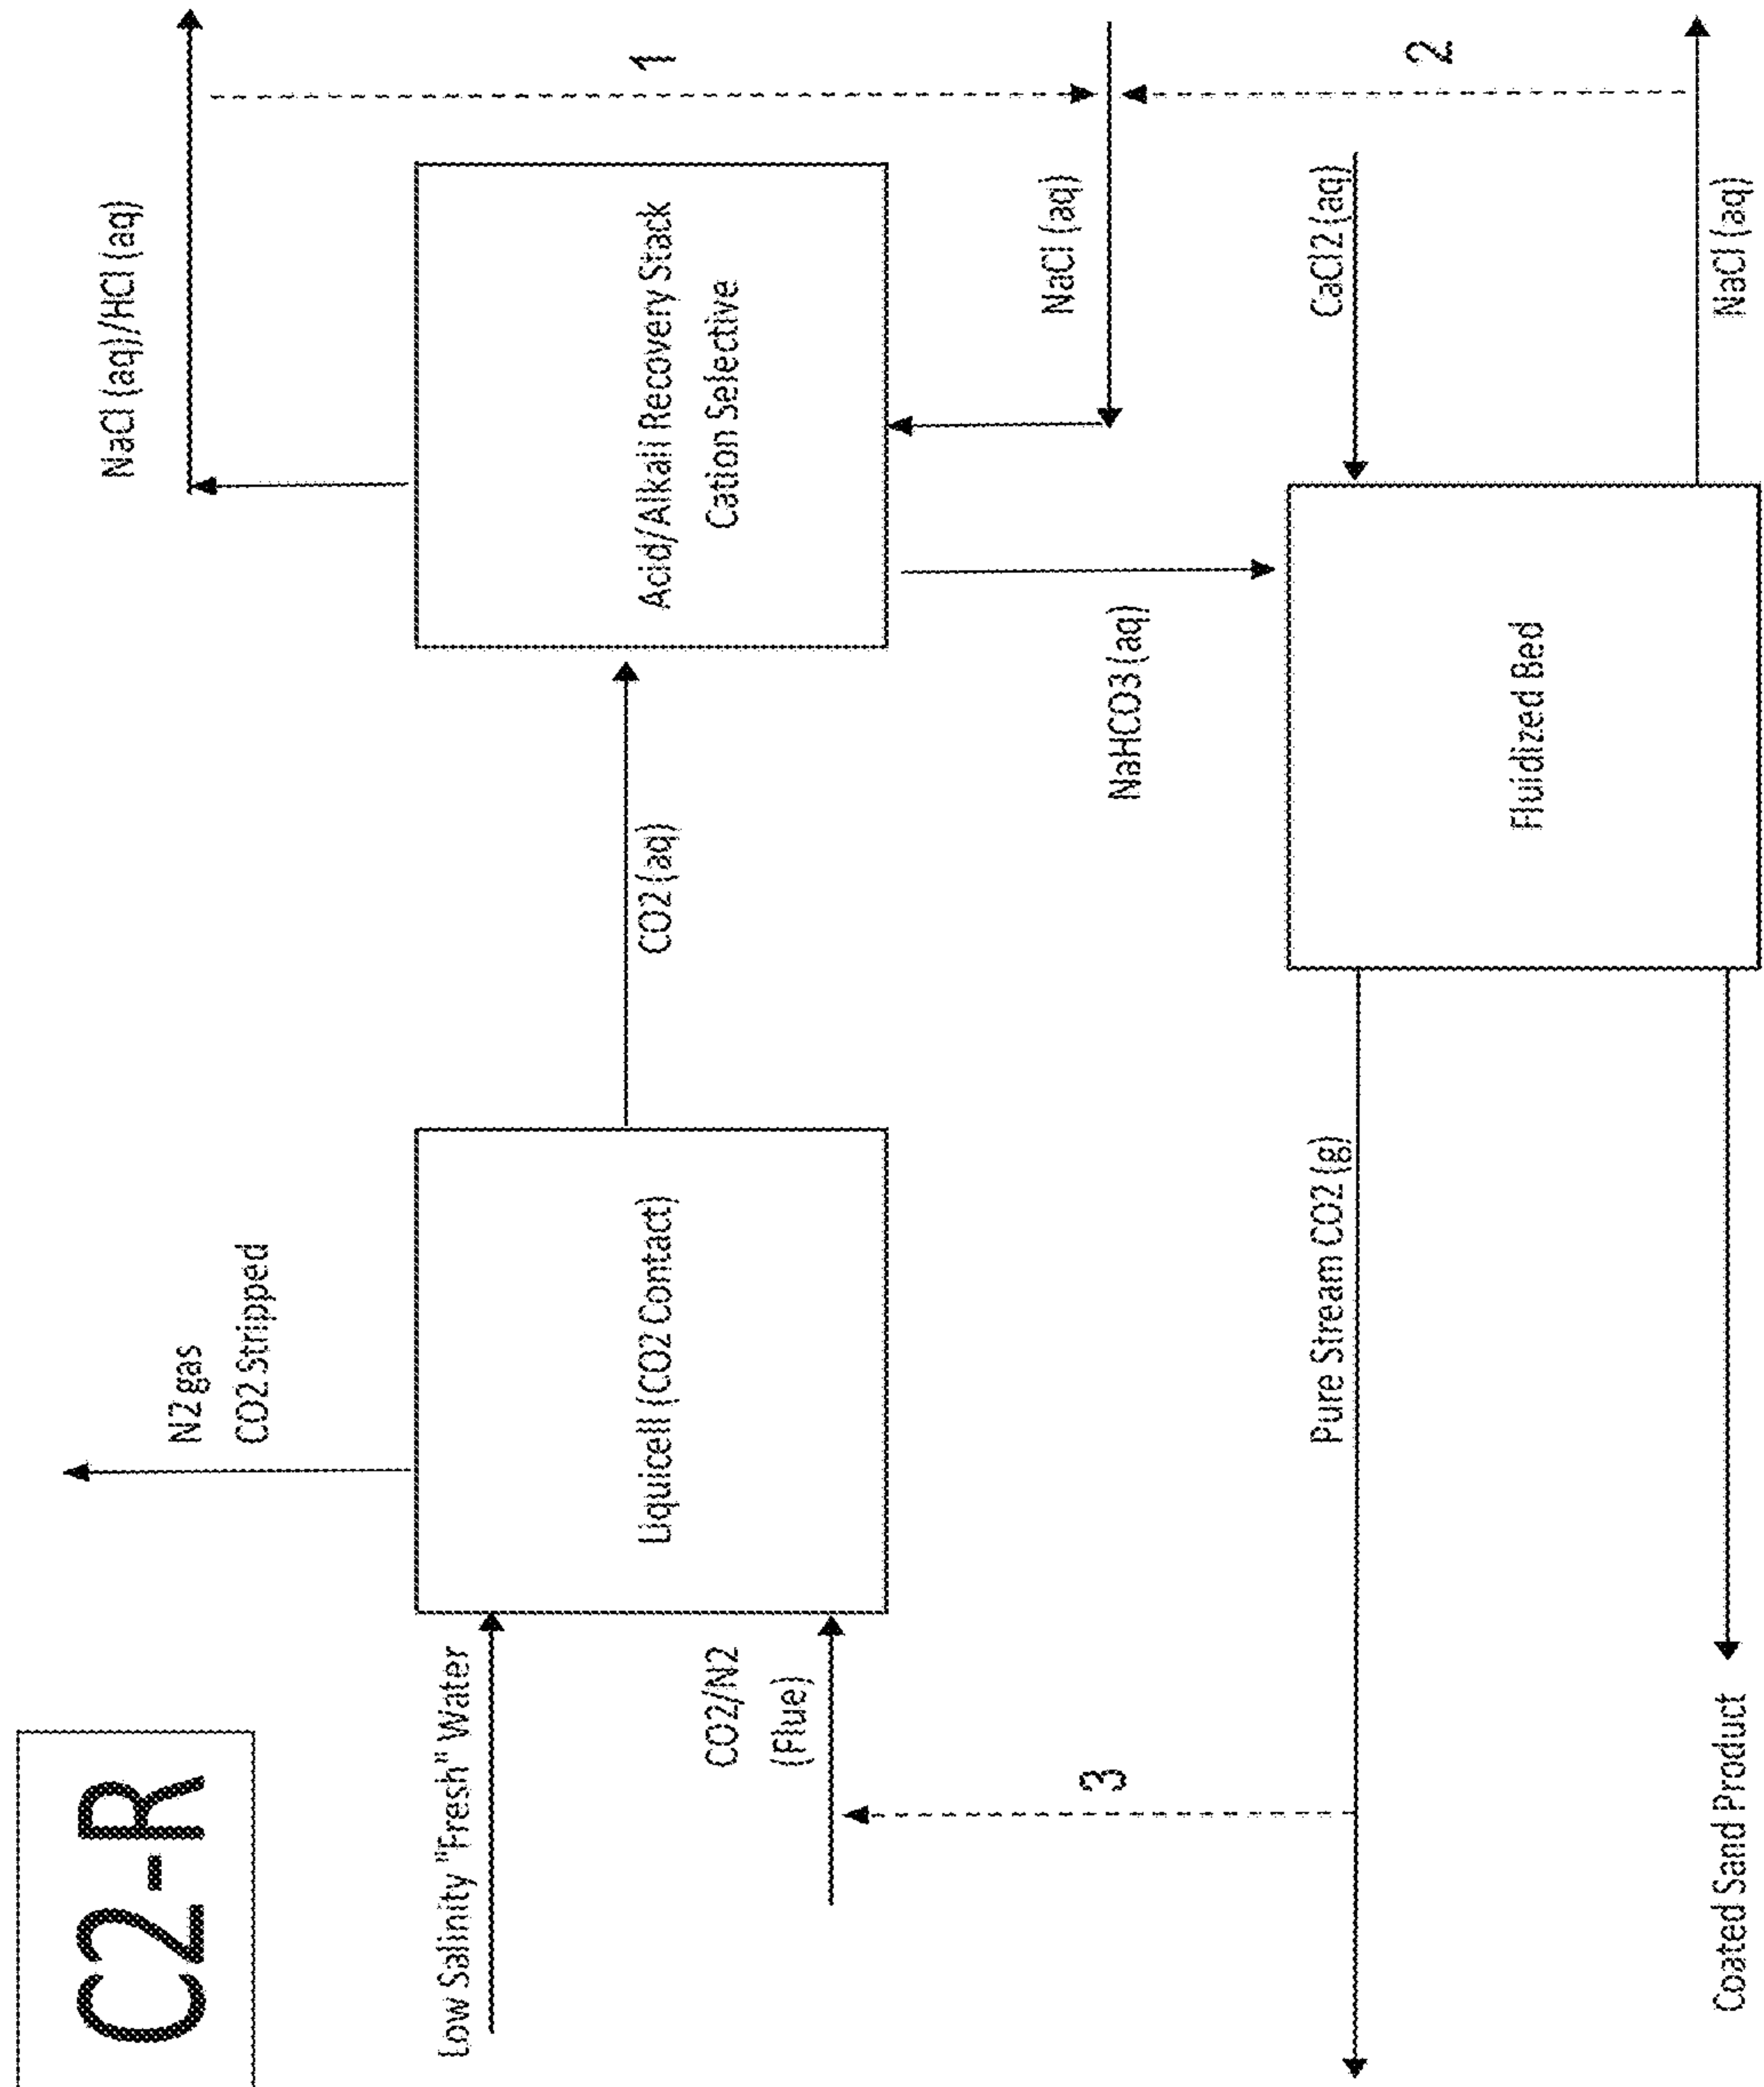 C2-R
N2 gas
CO2 Stripped
NaCl (aq)/HCl (aq)
Low Salinity "Fresh" Water
CO2/N2
(Flue)
Liquicell (CO2 Contact)
CO2 (aq)
Acid/Alkali Recovery Stack
Cation Selective
1
NaCl (aq)
NaHCO3 (aq)
3
2
Pure Stream CO2 (g)
CaCl2 (aq)
Fluidized Bed
Coated Sand Product
NaCl (aq)